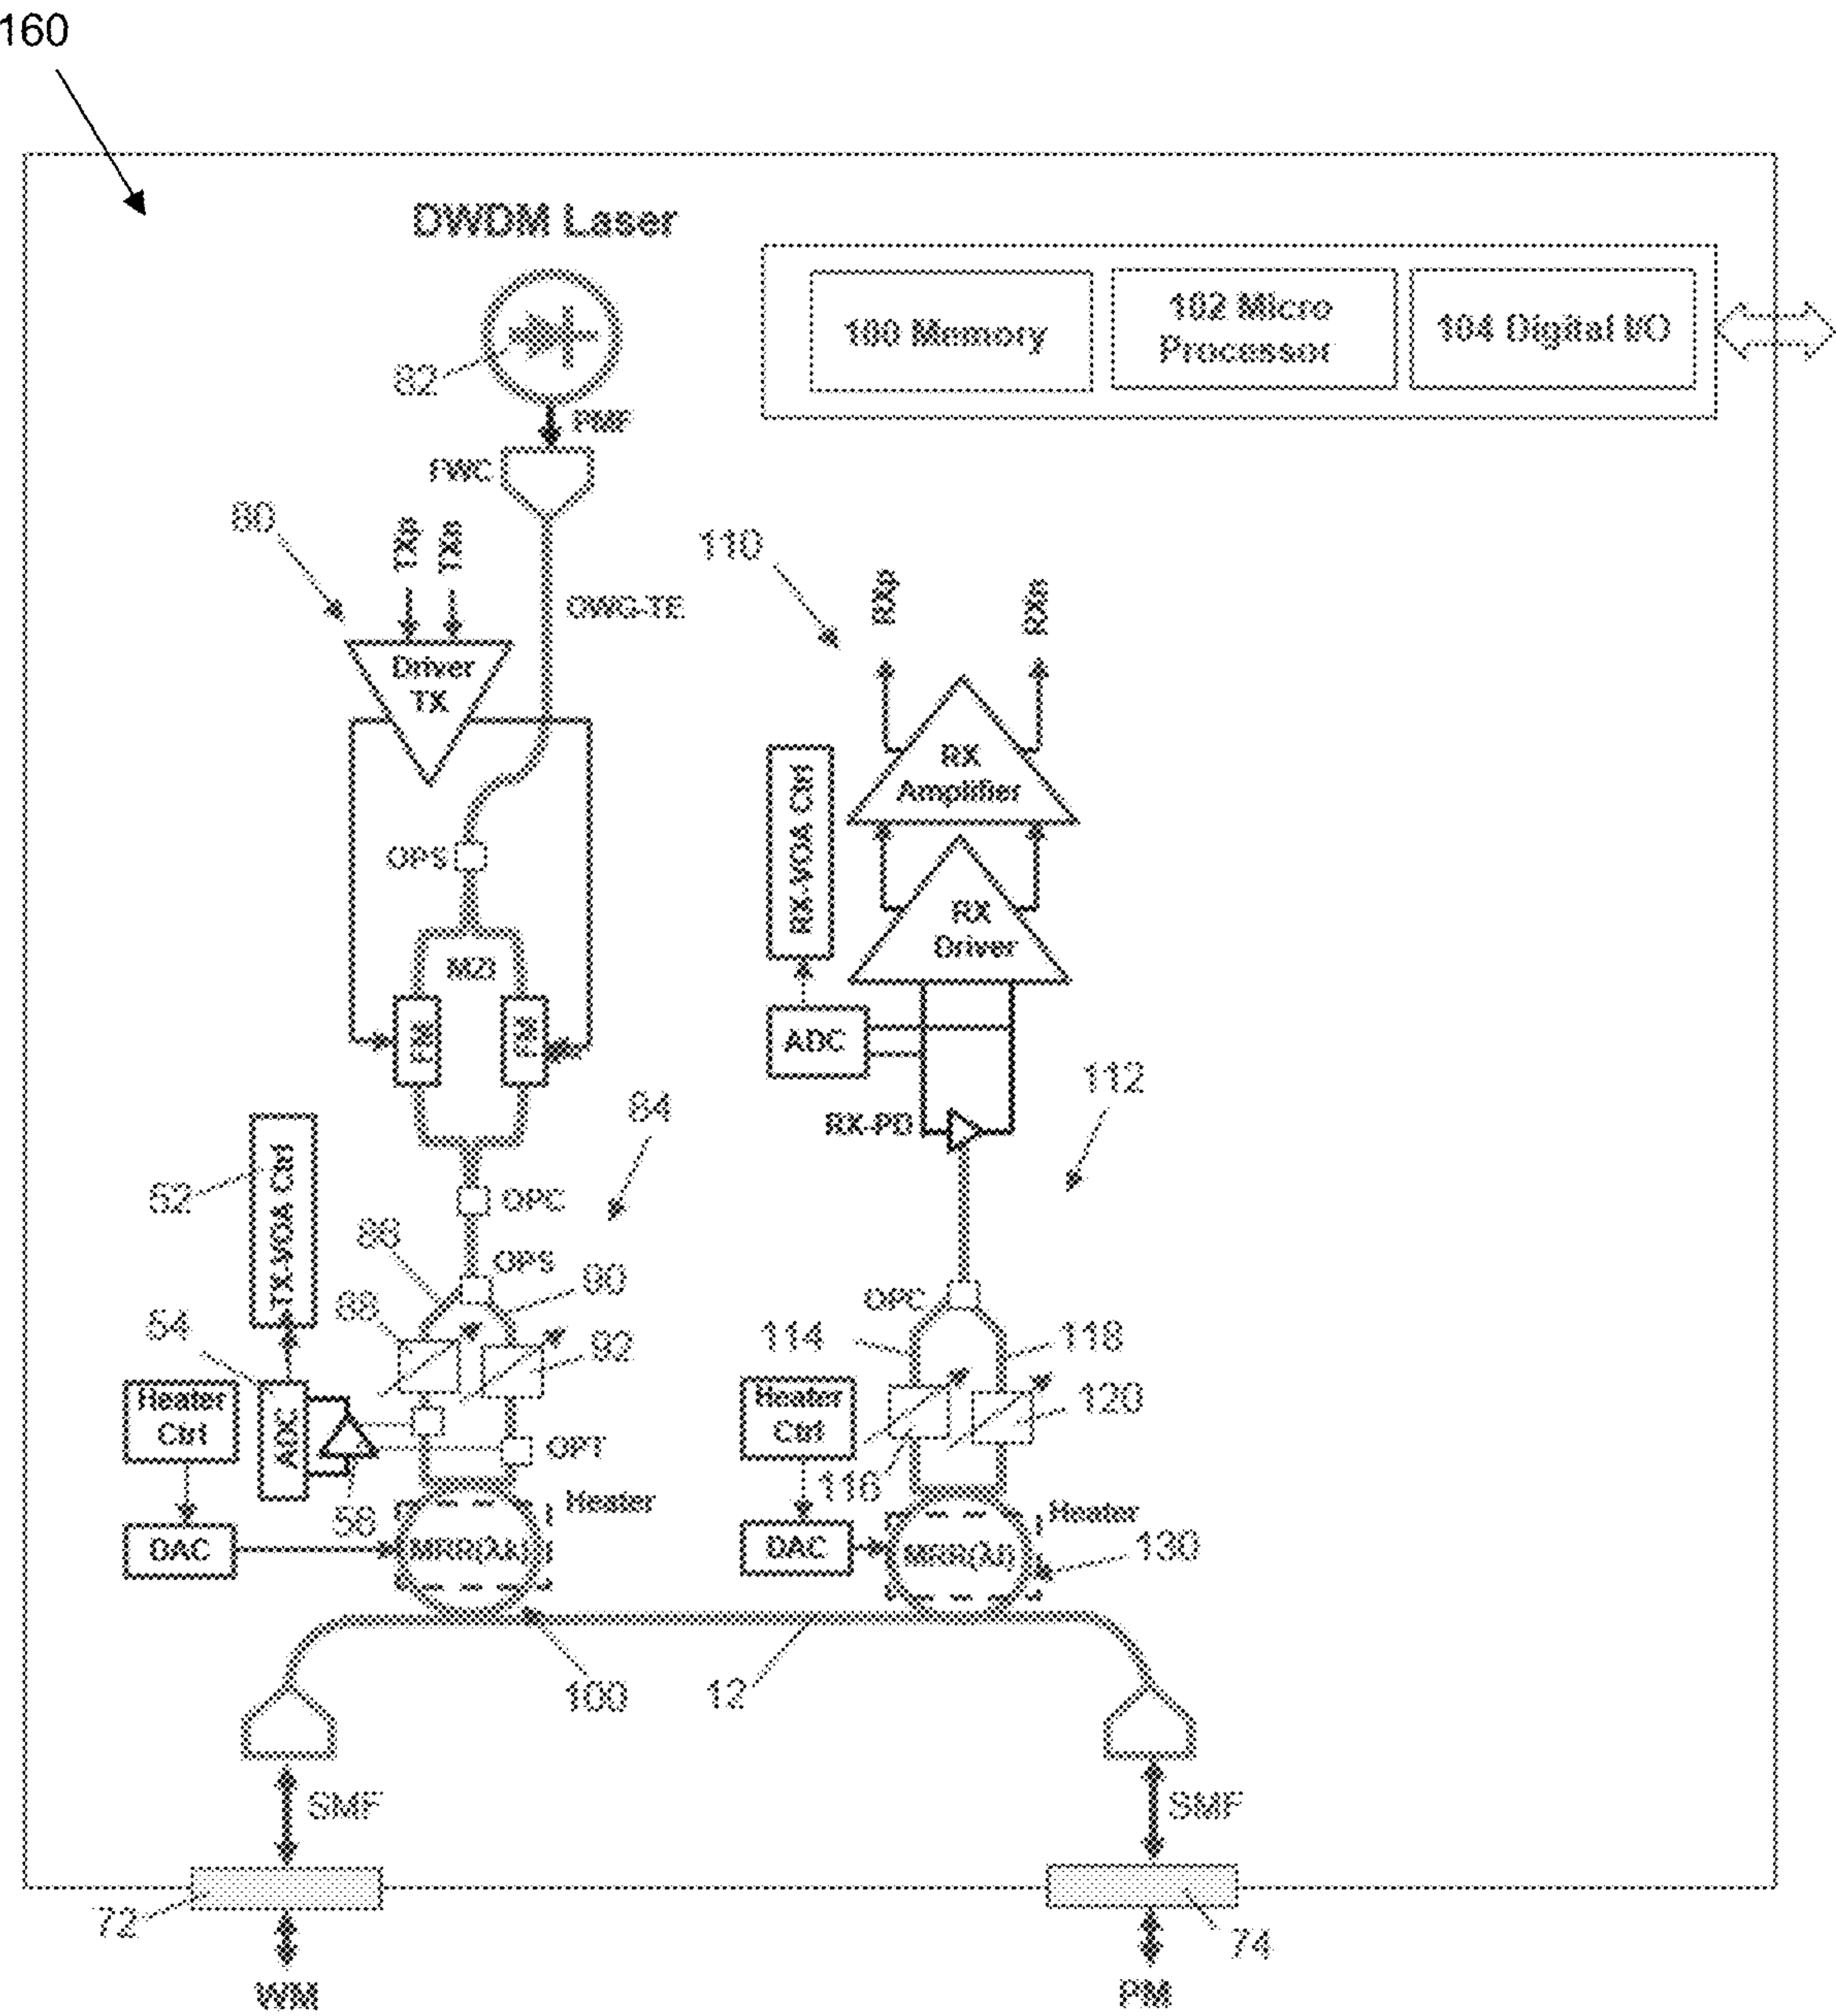 160
DWDM Laser
100 Memory
102 Micro
Processor
104 Digital I/O
82
PMF
FWC
80
TXp
TXn
OWG-TE
110
RXp
RXn
Driver
TX
RX
Amplifier
RX-VOA Ctrl
OPS
RX
Driver
MZI
ADC
RX-PD
112
84
62
TX-VOA Ctrl
OPC
OPS
90
OPC
54
88
92
114
118
Heater
Ctrl
ADC
OPT
Heater
Ctrl
120
116
58
Heater
Heater
DAC
DAC
130
100
12
SMF
SMF
72
74
WM
PM